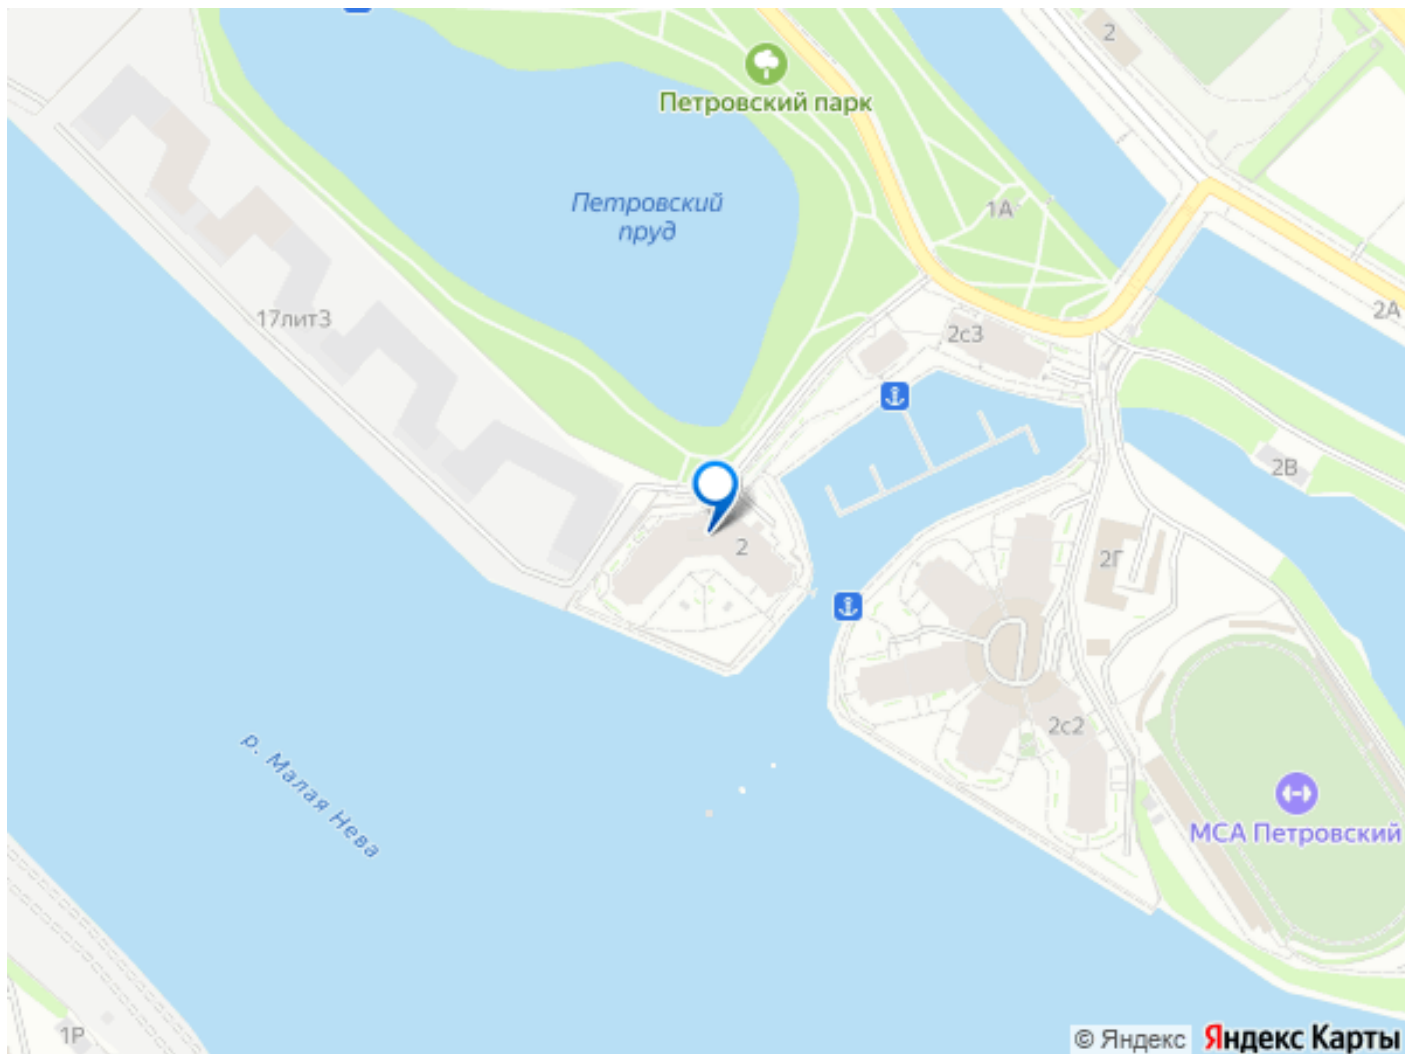 2
Петровский парк
Петровский
пруд
1А
2А
17лит3
2с3
2В
2
2Г
2с2
р. Малая Нева
МСА Петровский
1Р
© Яндекс
Яндекс Карты